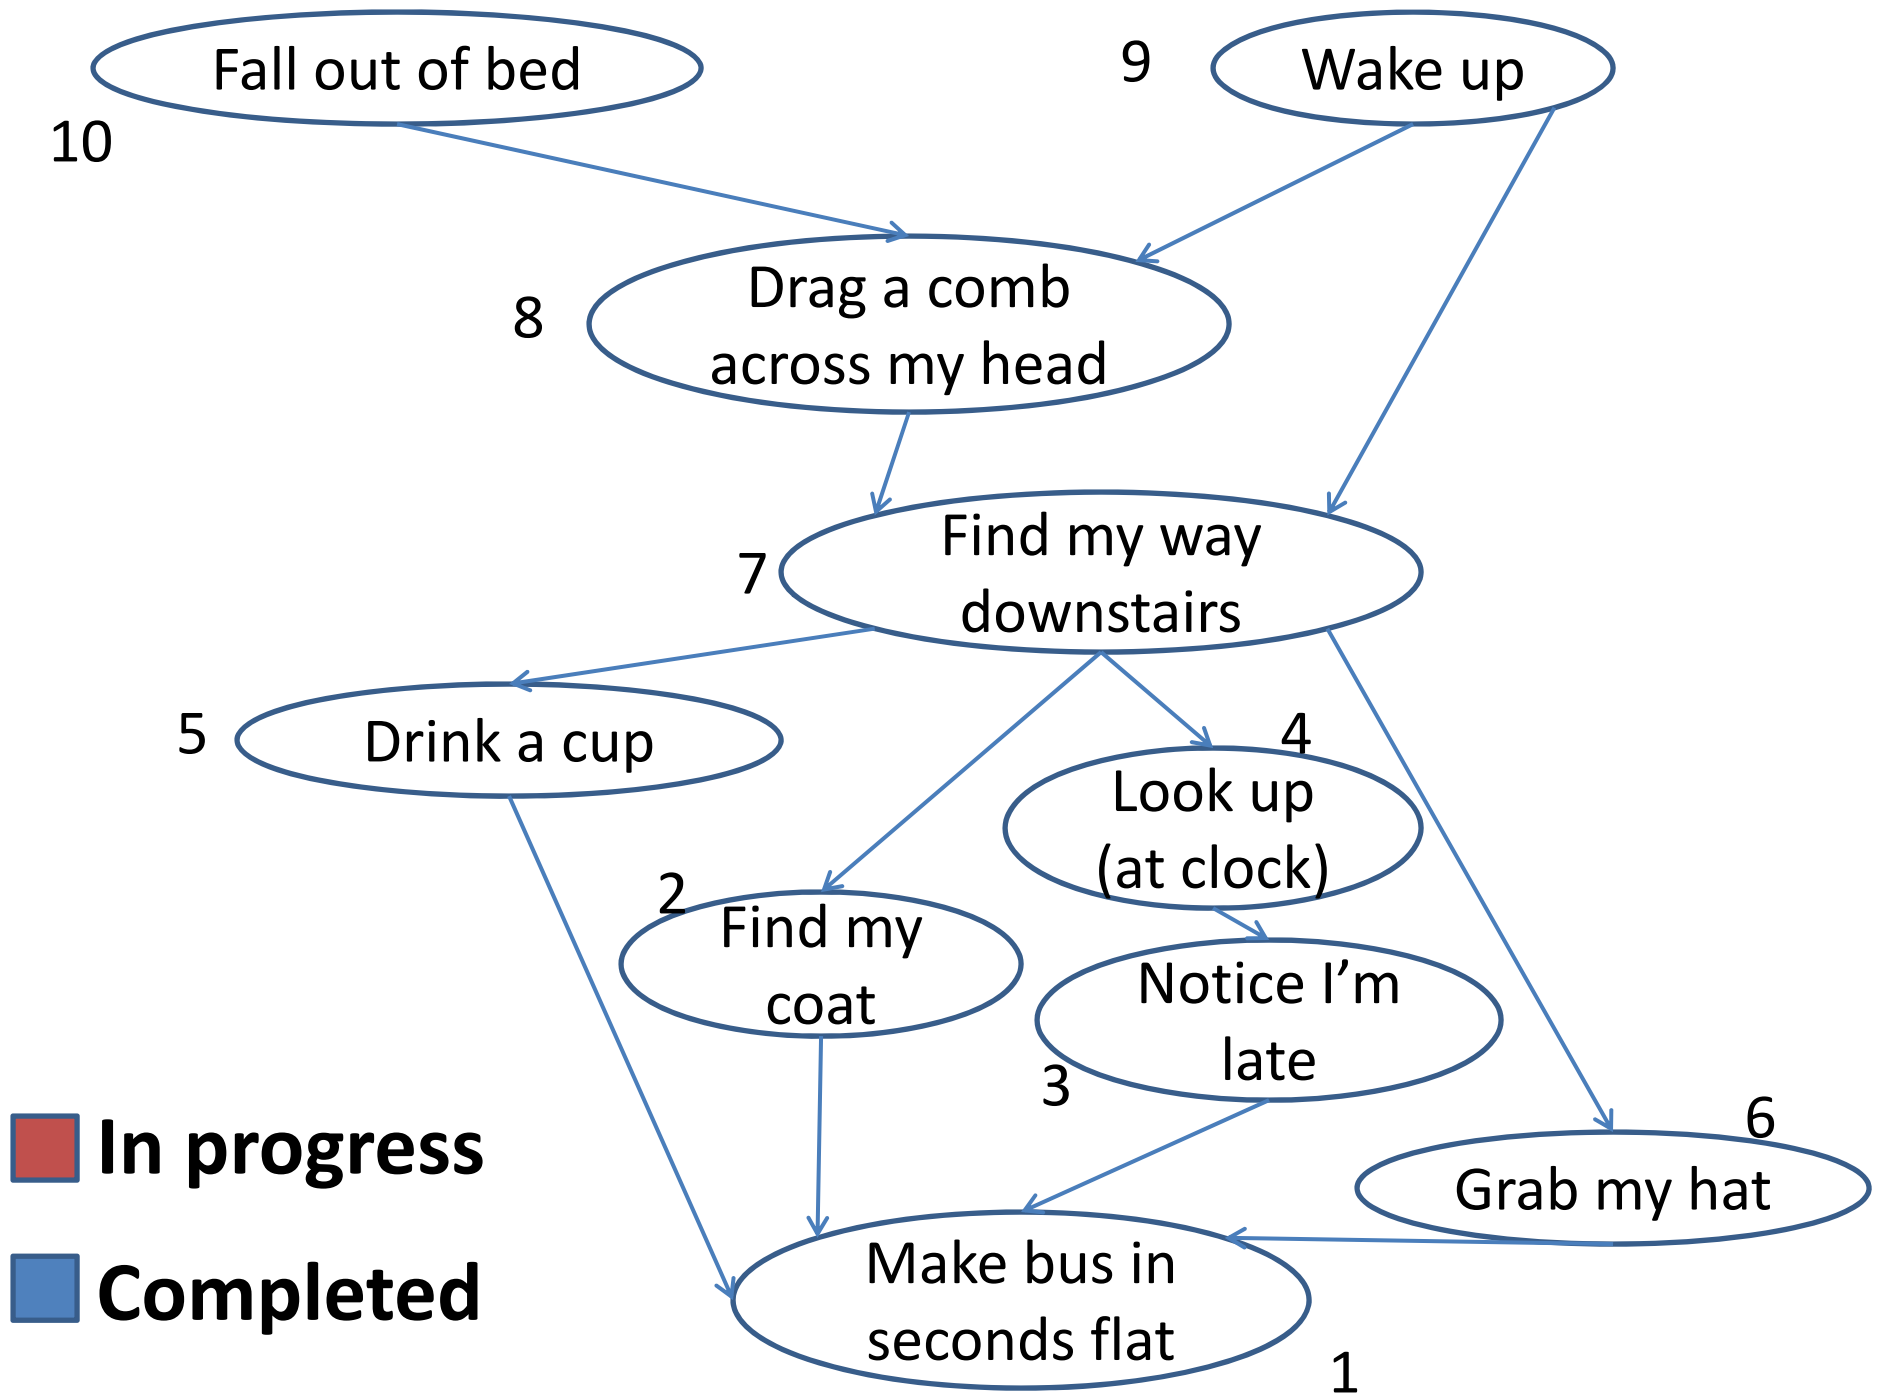 Fall out of bed
9
Wake up
10
Drag a comb
across my head
8
Find my way
downstairs
7
5
Drink a cup
4
Look up
(at clock)
2
Find my
coat
Notice I’m
late
3
6
Grab my hat
In progress
Completed
Make bus in
seconds flat
1